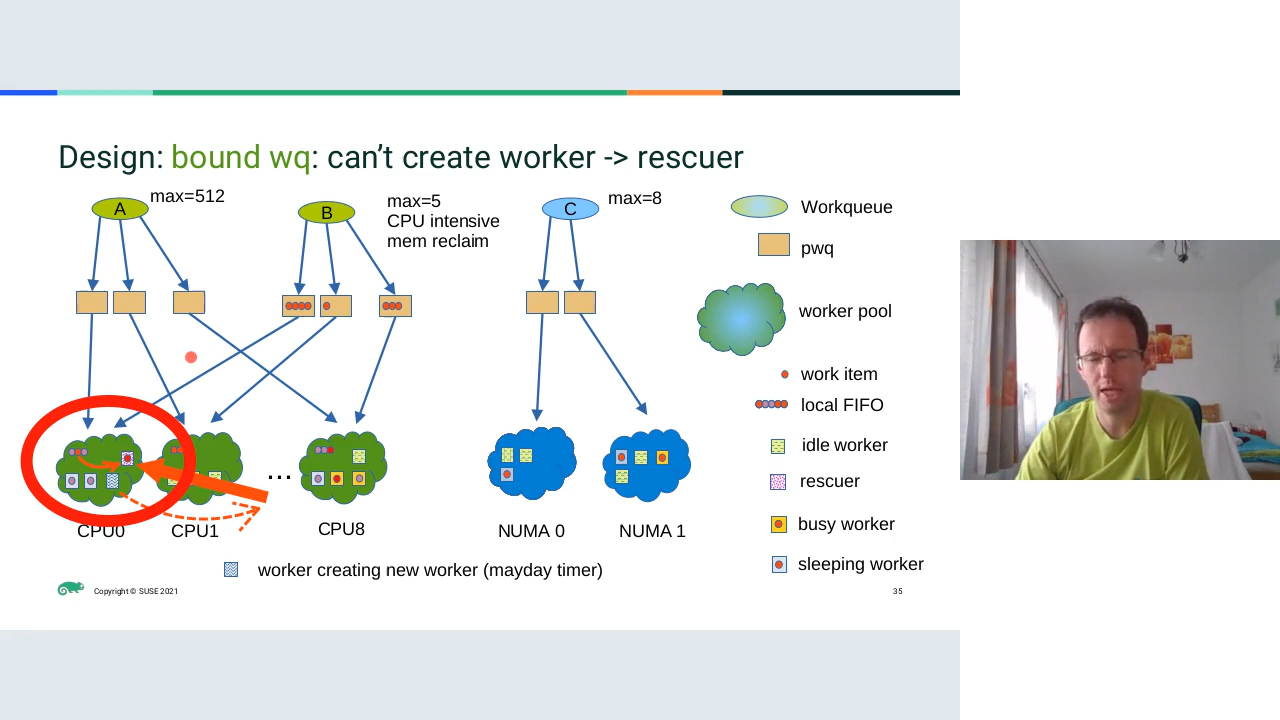 Design: bound wq: can’t create worker -> rescuer
A
max=512
B
max=5
CPU intensive
mem reclaim
C
max=8
Workqueue
pwq
worker pool
work item
local FIFO
idle worker
rescuer
busy worker
sleeping worker
...
CPU0
CPU1
CPU8
NUMA 0
NUMA 1
worker creating new worker (mayday timer)
Copyright © SUSE 2021
35